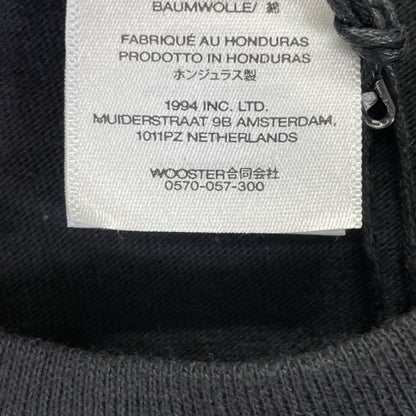 BAUMWOLLE/ 綿
FABRIQUÉ AU HONDURAS
PRODOTTO IN HONDURAS
ホンジュラス製
1994 INC. LTD.
MUIDERSTRAAT 9B AMSTERDAM,
1011PZ NETHERLANDS
WOOSTER合同会社
0570-057-300